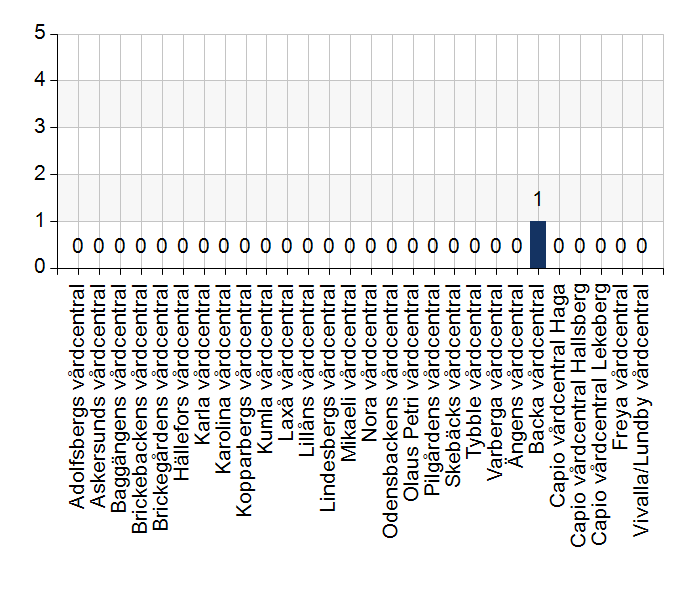 5
4
3
2
1
0
0 0 0 0 0 0 0 0 0 0 0 0 0 0 0 0 0 0 0 0 0 0 1 0 0 0 0 0
Adolfsbergs vårdcentral
Askersunds vårdcentral
Baggängens vårdcentral
Brickebackens vårdcentral
Brickegårdens vårdcentral
Hällefors vårdcentral
Karla vårdcentral
Karolina vårdcentral
Kopparbergs vårdcentral
Kumla vårdcentral
Laxå vårdcentral
Lillåns vårdcentral
Lindesbergs vårdcentral
Mikaeli vårdcentral
Nora vårdcentral
Odensbackens vårdcentral
Olaus Petri vårdcentral
Pilgårdens vårdcentral
Skebäcks vårdcentral
Tybble vårdcentral
Varberga vårdcentral
Ängens vårdcentral
Backa vårdcentral
Capio vårdcentral Haga
Capio vårdcentral Hallsberg
Capio vårdcentral Lekeberg
Freya vårdcentral
Vivalla/Lundby vårdcentral